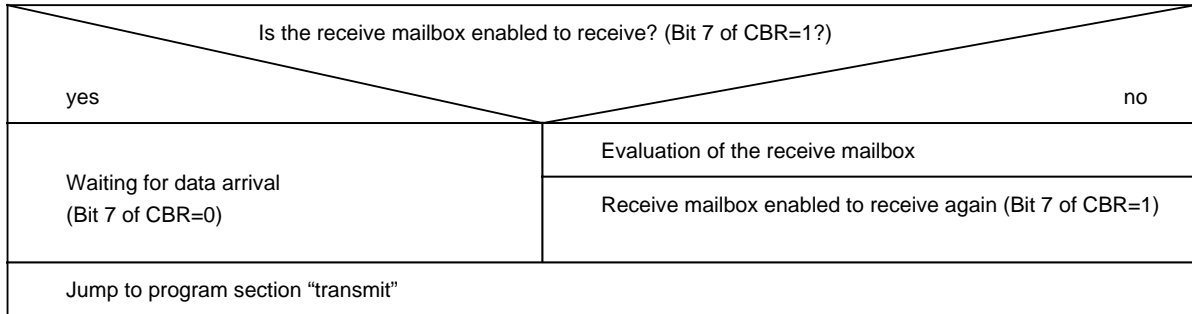 Is the receive mailbox enabled to receive? (Bit 7 of CBR=1?)
yes
no
Waiting for data arrival
(Bit 7 of CBR=0)
Evaluation of the receive mailbox
Receive mailbox enabled to receive again (Bit 7 of CBR=1)
Jump to program section “transmit”